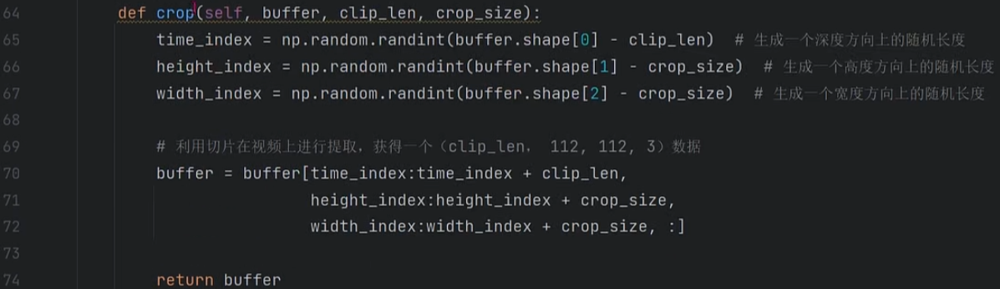 64 def crop(self, buffer, clip_len, crop_size):
65 time_index = np.random.randint(buffer.shape[0] - clip_len)  # 生成一个深度方向上的随机长度
66 height_index = np.random.randint(buffer.shape[1] - crop_size)  # 生成一个高度方向上的随机长度
67 width_index = np.random.randint(buffer.shape[2] - crop_size)  # 生成一个宽度方向上的随机长度
68
69 # 利用切片在视频上进行提取，获得一个（clip_len， 112, 112, 3）数据
70 buffer = buffer[time_index:time_index + clip_len,
71 height_index:height_index + crop_size,
72 width_index:width_index + crop_size, :]
73
74 return buffer